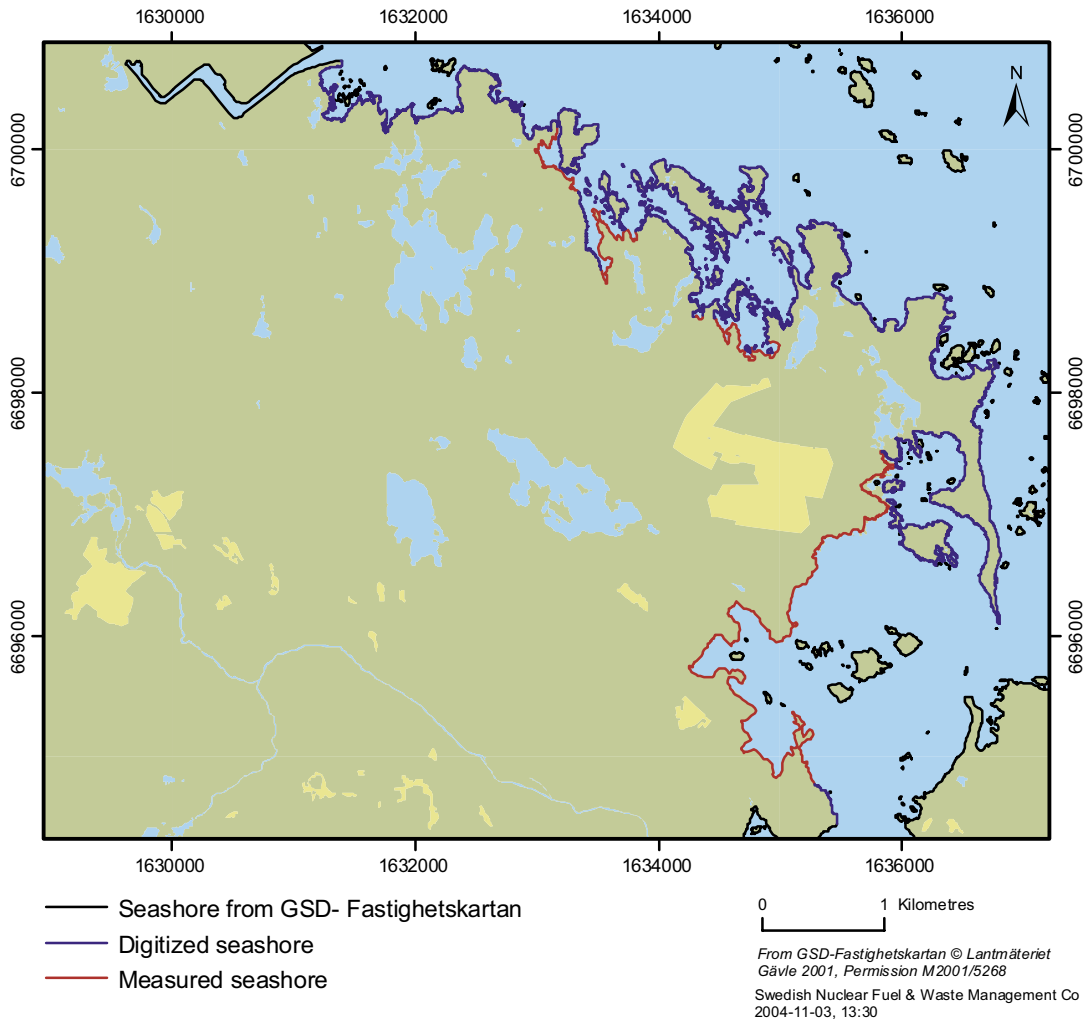 1630000 1632000 1634000 1636000
N
6700000 6700000
6698000 6698000
6696000 6696000
1630000 1632000 1634000 1636000
Seashore from GSD- Fastighetskartan
Digitized seashore
Measured seashore
0 1 Kilometres
From GSD-Fastighetskartan © Lantmäteriet
Gävle 2001, Permission M2001/5268
Swedish Nuclear Fuel & Waste Management Co
2004-11-03, 13:30